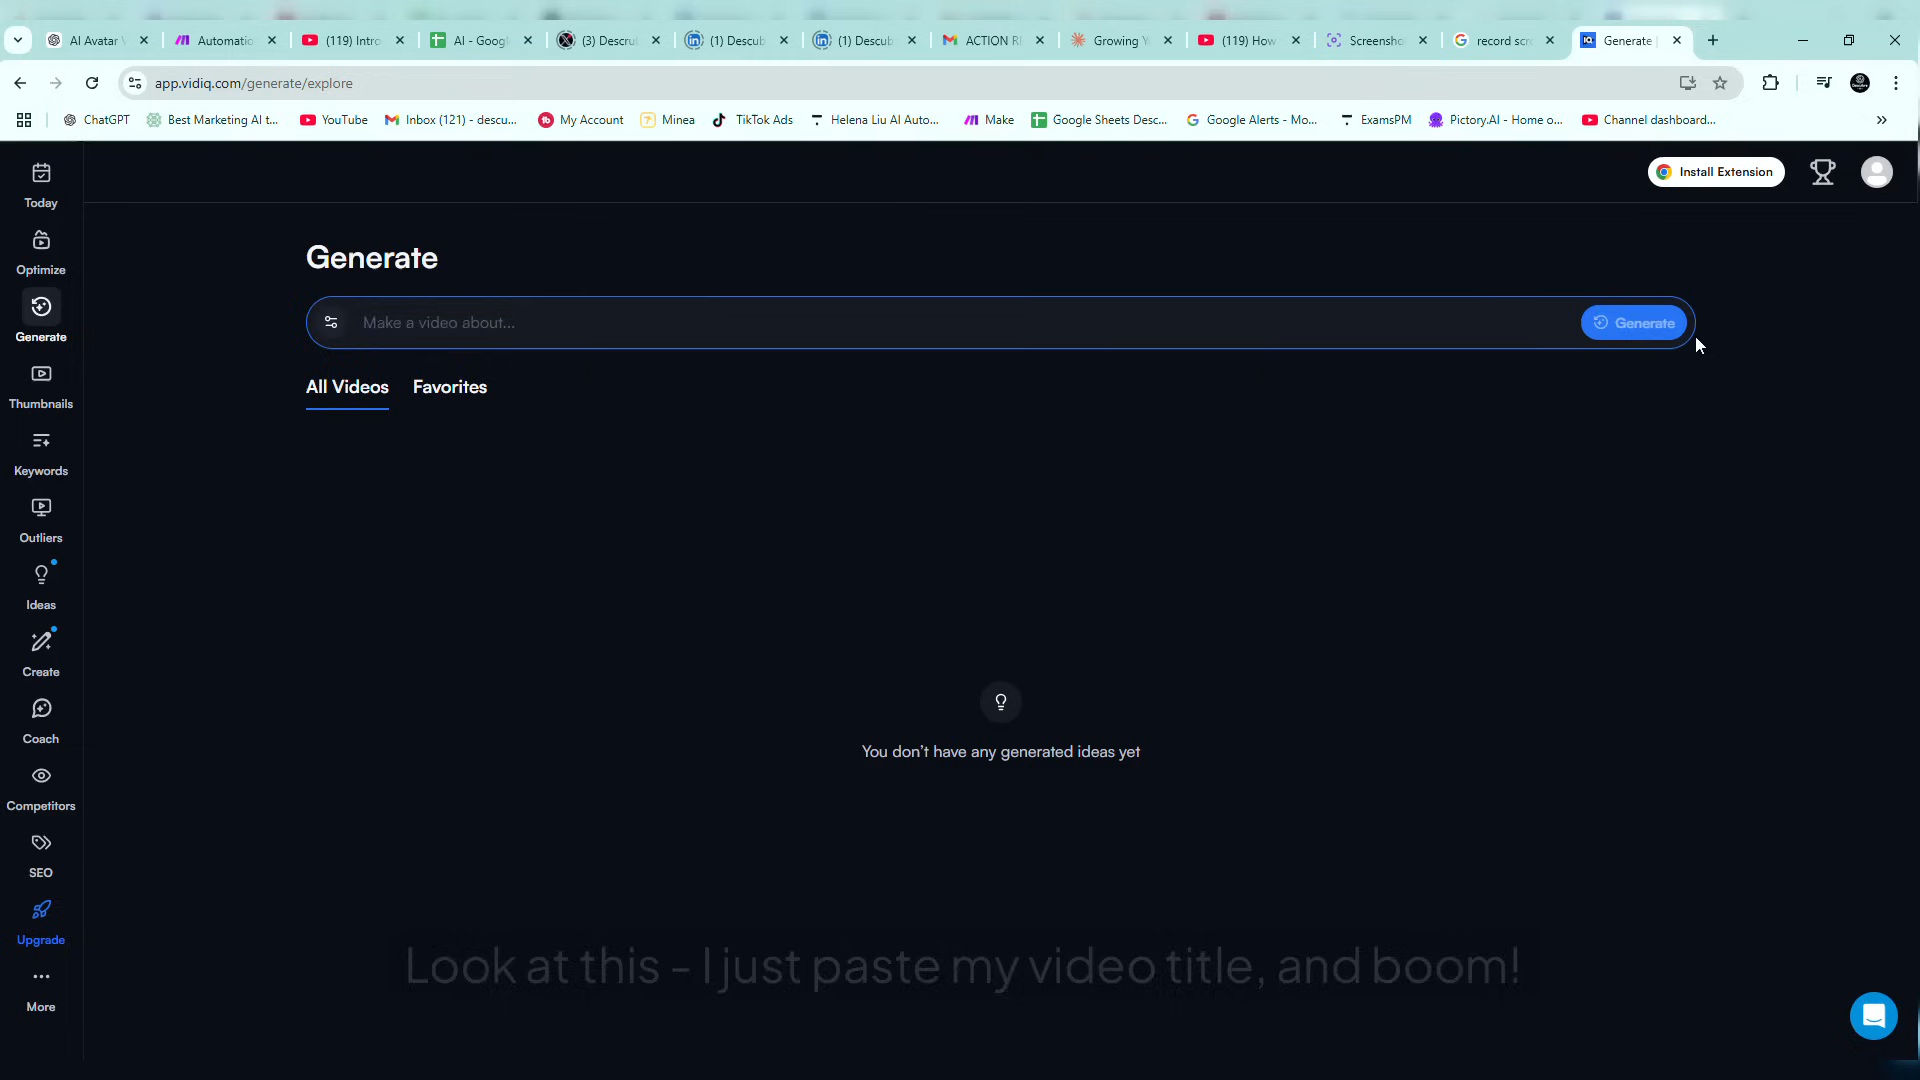 AI Avatar
Automatio
(119) Intro
AI - Googl
(3) Descru
(1) Descub
(1) Descub
ACTION R
Growing Y
(119) How
Screensho
record scr
Generate |
app.vidiq.com/generate/explore
ChatGPT
Best Marketing AI t...
YouTube
Inbox (121) - descu...
My Account
Minea
TikTok Ads
Helena Liu AI Auto...
Make
Google Sheets Desc...
Google Alerts - Mo...
ExamsPM
Pictory.AI - Home o...
Channel dashboard...
Install Extension
Today
Optimize
Generate
Thumbnails
Keywords
Outliers
Ideas
Create
Coach
Competitors
SEO
Upgrade
More
Generate
Make a video about...
Generate
All Videos
Favorites
You don't have any generated ideas yet
Look at this - I just paste my video title, and boom!